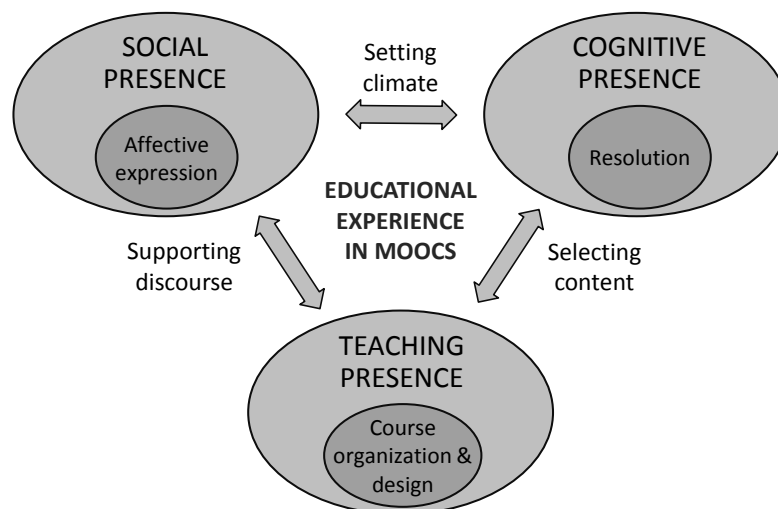 SOCIAL
PRESENCE
Affective
expression
Setting
climate
COGNITIVE
PRESENCE
Resolution
EDUCATIONAL
EXPERIENCE
IN MOOCS
Supporting
discourse
Selecting
content
TEACHING
PRESENCE
Course
organization &
design